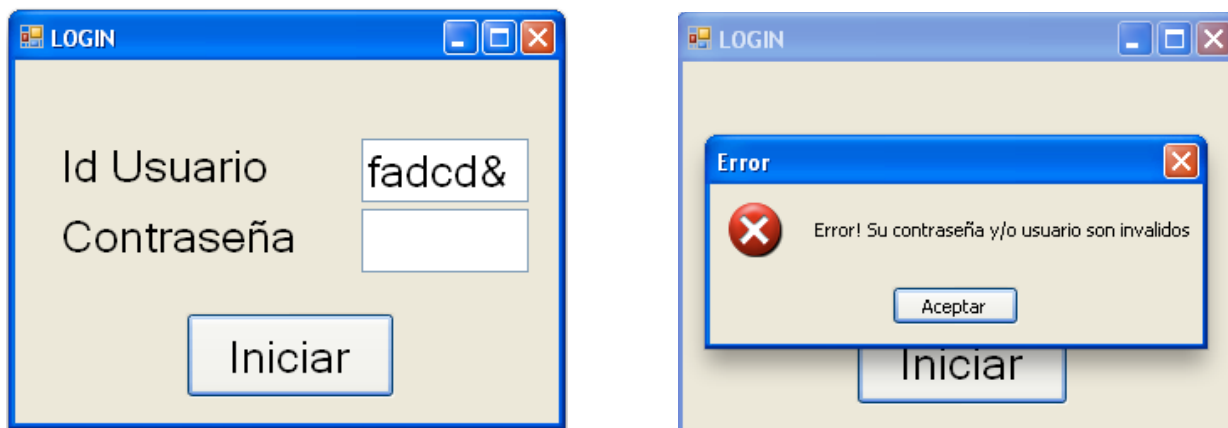 LOGIN
Id Usuario fadcd&
Contraseña
Iniciar
LOGIN
Error
Error! Su contraseña y/o usuario son invalidos
Aceptar
Iniciar